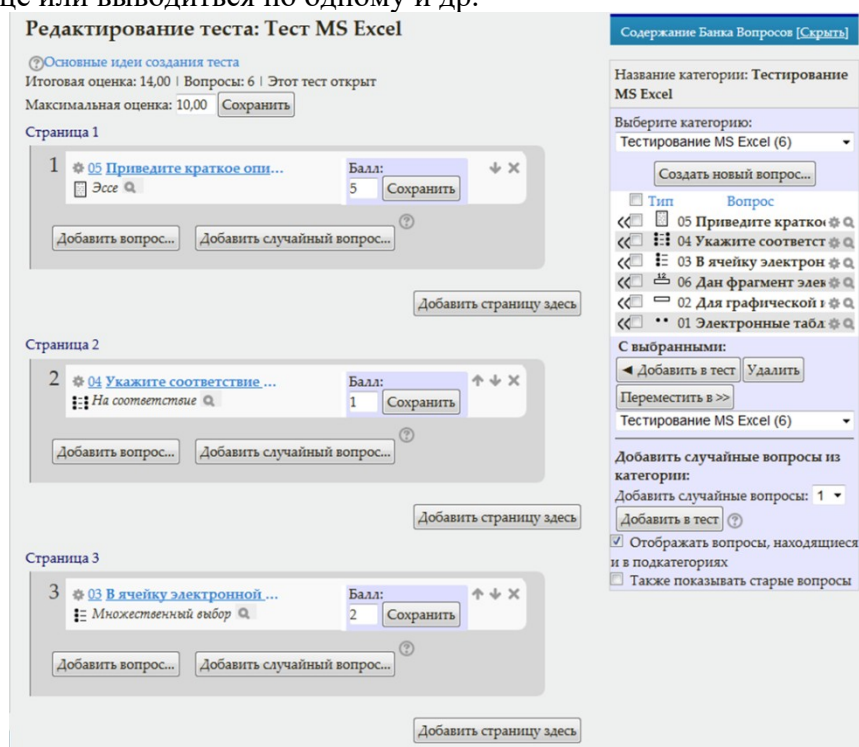 ще или выводиться по одному и др.
Редактирование теста: Тест MS Excel
Основные идеи создания теста
Итоговая оценка: 14,00 | Вопросы: 6 | Этот тест открыт
Максимальная оценка: 10,00 Сохранить
Страница 1
1 05 Приведите краткое опи... Балл:
Эссе 5 Сохранить
Добавить вопрос... Добавить случайный вопрос...
Добавить страницу здесь
Страница 2
2 04 Укажите соответствие ... Балл:
На соответствие 1 Сохранить
Добавить вопрос... Добавить случайный вопрос...
Добавить страницу здесь
Страница 3
3 03 В ячейку электронной ... Балл:
Множественный выбор 2 Сохранить
Добавить вопрос... Добавить случайный вопрос...
Добавить страницу здесь
Содержание Банка Вопросов [Скрыть]
Название категории: Тестирование
MS Excel
Выберите категорию:
Тестирование MS Excel (6)
Создать новый вопрос...
Тип Вопрос
05 Приведите кратко
04 Укажите соответст
03 В ячейку электрон
06 Дан фрагмент элек
02 Для графической
01 Электронные табл
С выбранными:
◄ Добавить в тест Удалить
Переместить в >>
Тестирование MS Excel (6)
Добавить случайные вопросы из
категории:
Добавить случайные вопросы: 1
Добавить в тест
Отображать вопросы, находящиеся
и в подкатегориях
Также показывать старые вопросы